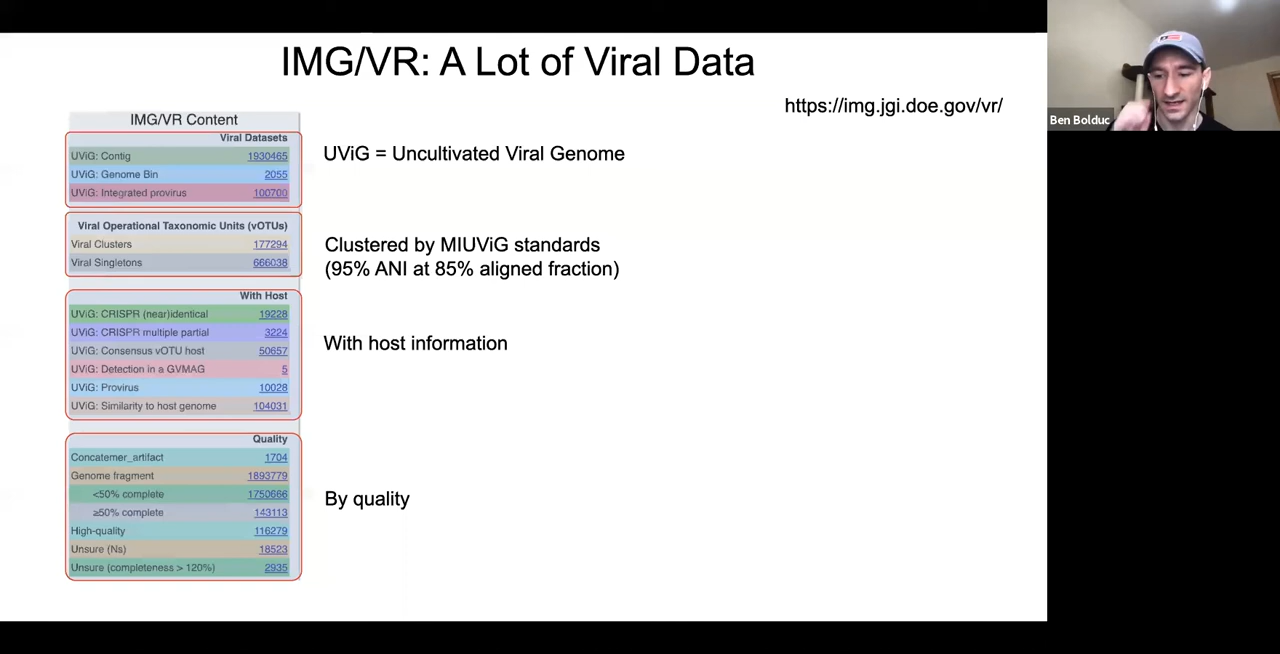 IMG/VR: A Lot of Viral Data
https://img.jgi.doe.gov/vr/
Ben Bolduc
IMG/VR Content
Viral Datasets
UViG: Contig 1930465
UViG: Genome Bin 2055
UViG: Integrated provirus 100700
UViG = Uncultivated Viral Genome
Viral Operational Taxonomic Units (vOTUs)
Viral Clusters 177294
Viral Singletons 666038
Clustered by MIUViG standards
(95% ANI at 85% aligned fraction)
With Host
UViG: CRISPR (near)identical 19228
UViG: CRISPR multiple partial 3224
UViG: Consensus vOTU host 50657
UViG: Detection in a GVMAG 5
UViG: Provirus 10028
UViG: Similarity to host genome 104031
With host information
Quality
Concatemer_artifact 1704
Genome fragment 1893779
<50% complete 1750666
≥50% complete 143113
High-quality 116279
Unsure (Ns) 18523
Unsure (completeness > 120%) 2935
By quality